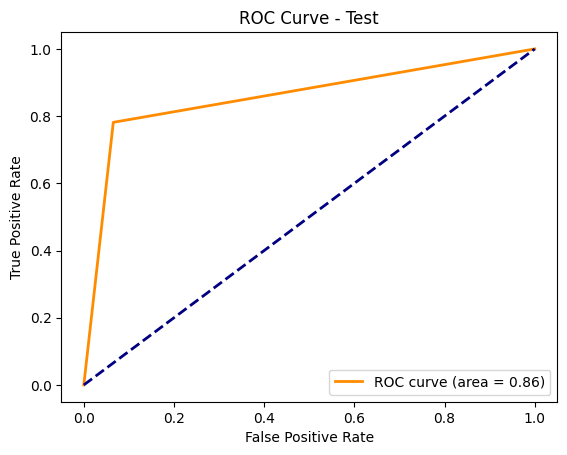 ROC Curve - Test
True Positive Rate
1.0
0.8
0.6
0.4
0.2
0.0
ROC curve (area = 0.86)
0.0 0.2 0.4 0.6 0.8 1.0
False Positive Rate